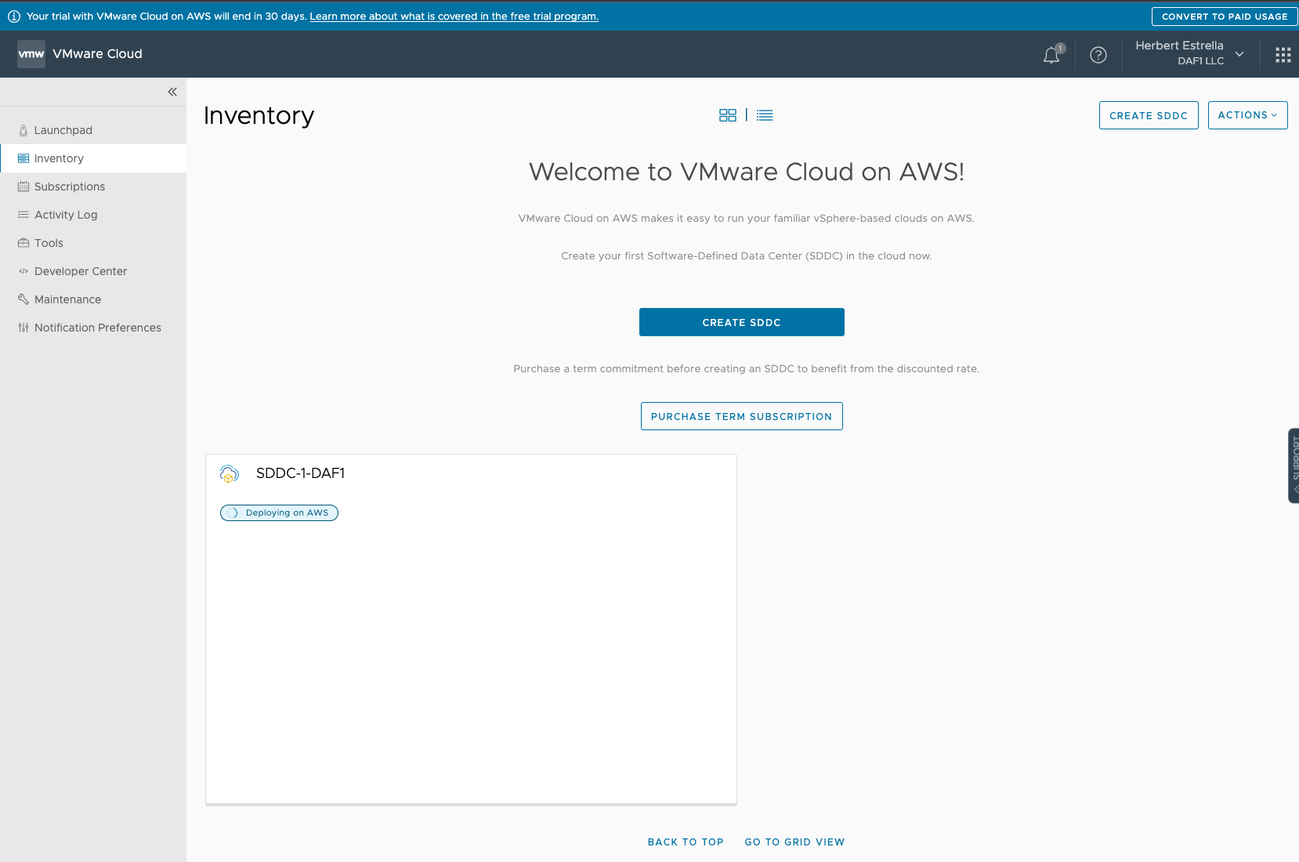 Your trial with VMware Cloud on AWS will end in 30 days. Learn more about what is covered in the free trial program.
CONVERT TO PAID USAGE
vmw VMware Cloud
1
Herbert Estrella
DAF1 LLC
Launchpad
Inventory
Subscriptions
Activity Log
Tools
Developer Center
Maintenance
Notification Preferences
Inventory
CREATE SDDC
ACTIONS
Welcome to VMware Cloud on AWS!
VMware Cloud on AWS makes it easy to run your familiar vSphere-based clouds on AWS.
Create your first Software-Defined Data Center (SDDC) in the cloud now.
CREATE SDDC
Purchase a term commitment before creating an SDDC to benefit from the discounted rate.
PURCHASE TERM SUBSCRIPTION
SDDC-1-DAF1
Deploying on AWS
SUPPORT
BACK TO TOP GO TO GRID VIEW